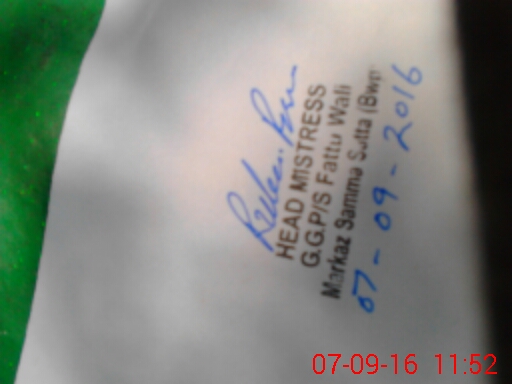 HEAD MISTRESS
G.G.P/S Fattu Wali
Markaz Samma Satta (Bwp)
07-09-2016
07-09-16 11:52